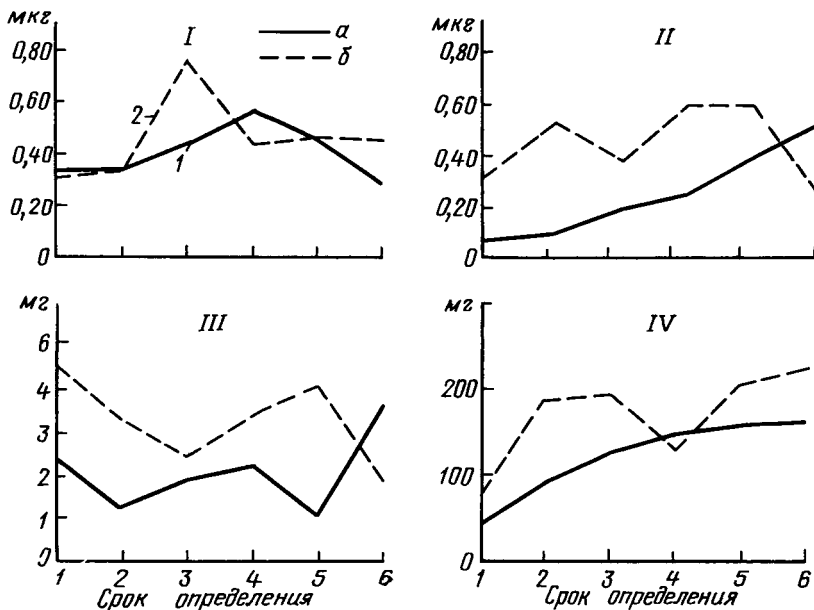 мкг
I
а
б
0,80
0,60
0,40
0,20
0
2
1
мкг
II
0,80
0,60
0,40
0,20
0
мг
III
6
4
3
2
1
0
1 2 3 4 5 6
Срок определения
мг
IV
200
100
0
1 2 3 4 5 6
Срок определения